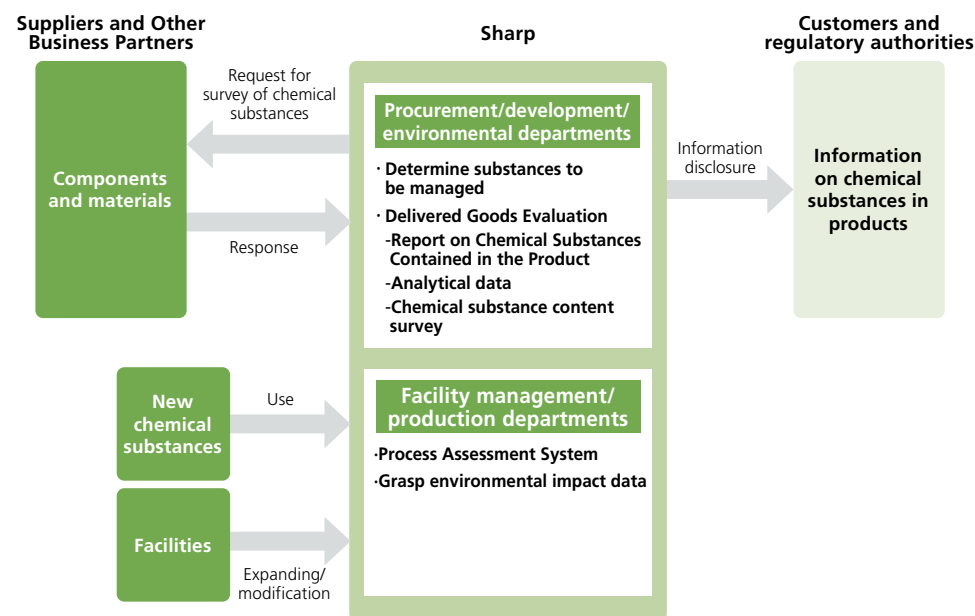 Suppliers and Other
Business Partners
Sharp
Customers and
regulatory authorities
Components
and materials
Request for
survey of chemical
substances
Response
Procurement/development/
environmental departments
· Determine substances to
be managed
· Delivered Goods Evaluation
-Report on Chemical Substances
Contained in the Product
-Analytical data
-Chemical substance content
survey
Information
disclosure
Information
on chemical
substances in
products
New
chemical
substances
Use
Facilities
Expanding/
modification
Facility management/
production departments
·Process Assessment System
·Grasp environmental impact data